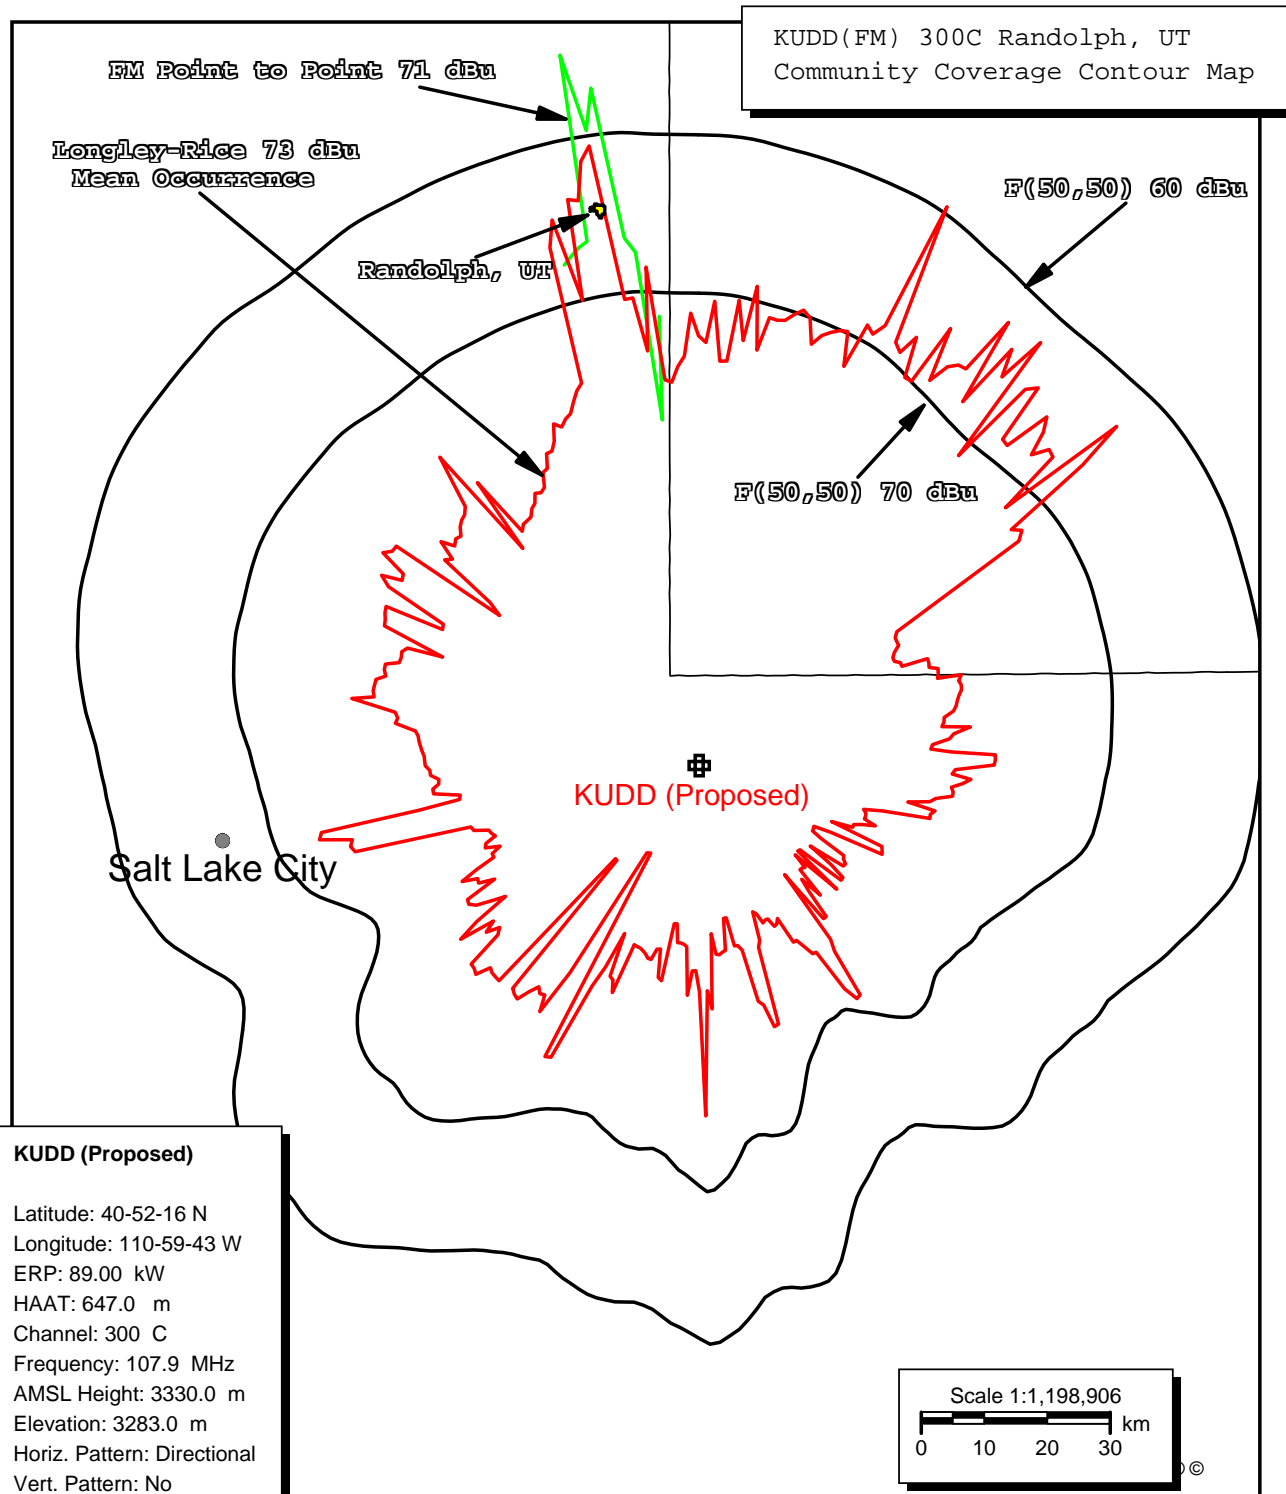 KUDD(FM) 300C Randolph, UT
Community Coverage Contour Map
FM Point to Point 71 dBu
Longley-Rice 73 dBu
Mean Occurrence
F(50,50) 60 dBu
Randolph, UT
F(50,50) 70 dBu
KUDD (Proposed)
Salt Lake City
KUDD (Proposed)
Latitude: 40-52-16 N
Longitude: 110-59-43 W
ERP: 89.00 kW
HAAT: 647.0 m
Channel: 300 C
Frequency: 107.9 MHz
AMSL Height: 3330.0 m
Elevation: 3283.0 m
Horiz. Pattern: Directional
Vert. Pattern: No
Scale 1:1,198,906
km
0 10 20 30
©